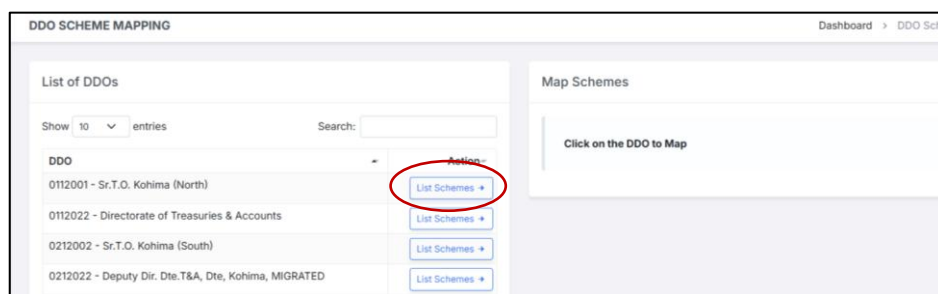 DDO SCHEME MAPPING
Dashboard > DDO Sch
List of DDOs
Show 10 entries Search:
DDO Action
0112001 - Sr.T.O. Kohima (North) List Schemes →
0112022 - Directorate of Treasuries & Accounts List Schemes →
0212002 - Sr.T.O. Kohima (South) List Schemes →
0212022 - Deputy Dir. Dte.T&A, Dte, Kohima, MIGRATED List Schemes →
Map Schemes
Click on the DDO to Map